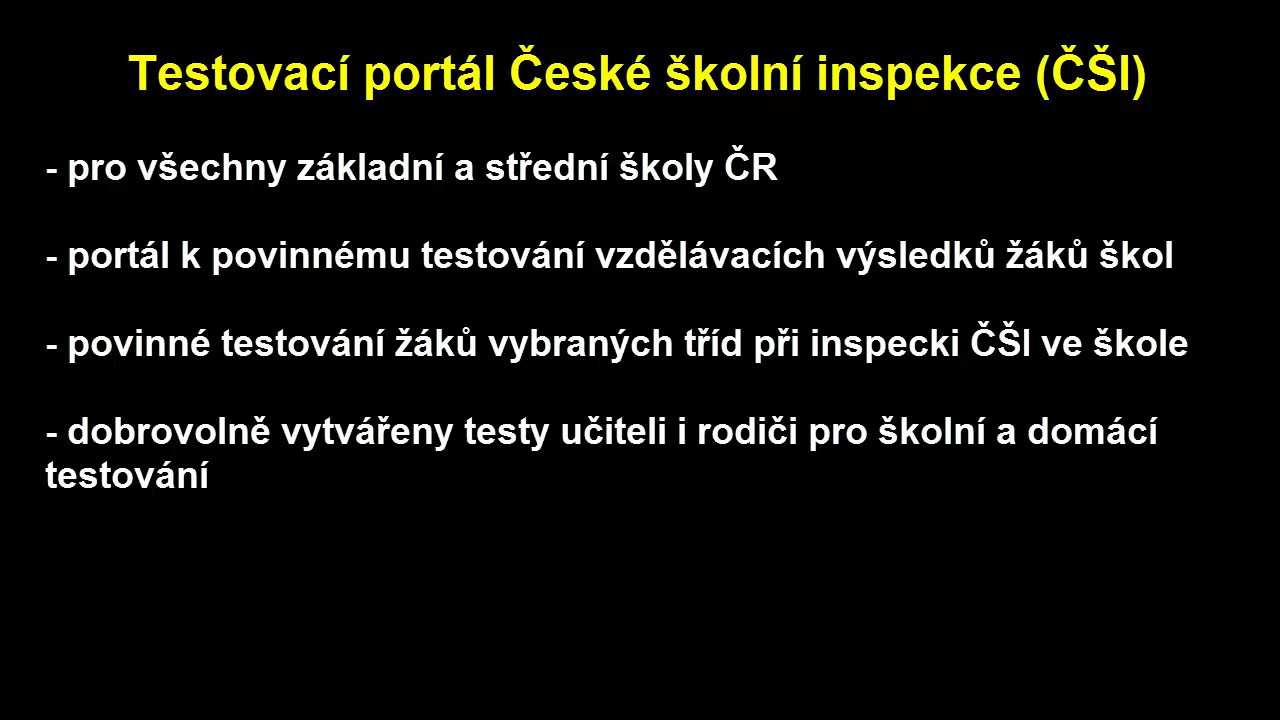 Testovací portál České školní inspekce (ČŠI)
- pro všechny základní a střední školy ČR
- portál k povinnému testování vzdělávacích výsledků žáků škol
- povinné testování žáků vybraných tříd při inspecki ČŠI ve škole
- dobrovolně vytvářeny testy učiteli i rodiči pro školní a domácí
testování